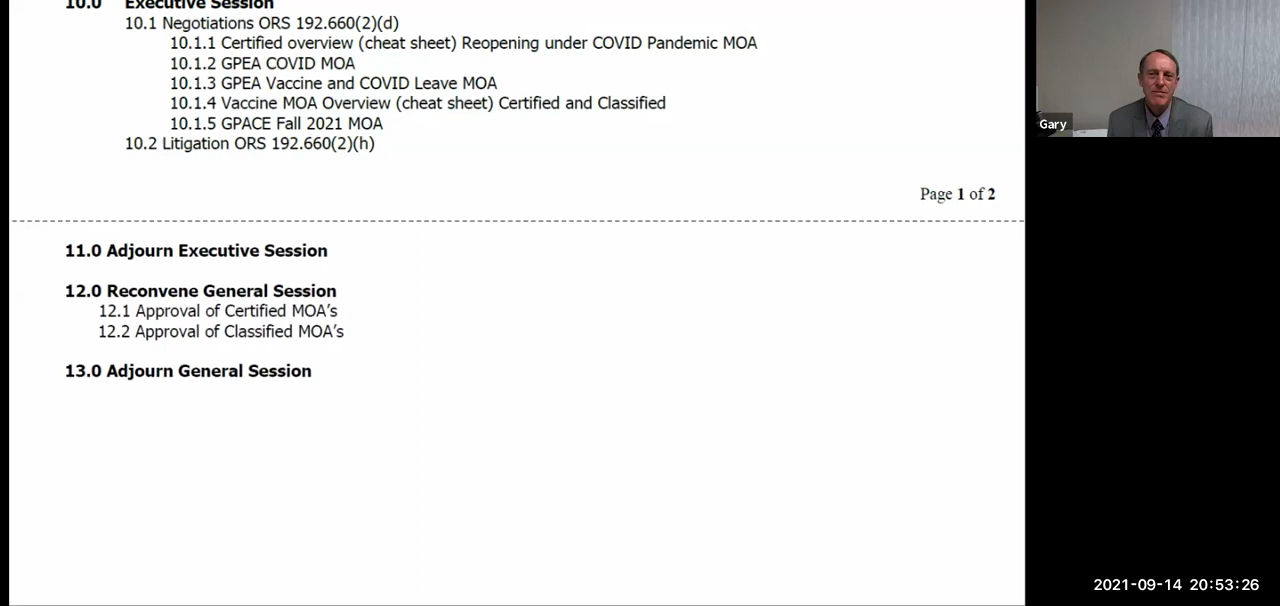 10.0 Executive Session
10.1 Negotiations ORS 192.660(2)(d)
10.1.1 Certified overview (cheat sheet) Reopening under COVID Pandemic MOA
10.1.2 GPEA COVID MOA
10.1.3 GPEA Vaccine and COVID Leave MOA
10.1.4 Vaccine MOA Overview (cheat sheet) Certified and Classified
10.1.5 GPACE Fall 2021 MOA
10.2 Litigation ORS 192.660(2)(h)
Page 1 of 2
11.0 Adjourn Executive Session
12.0 Reconvene General Session
12.1 Approval of Certified MOA's
12.2 Approval of Classified MOA's
13.0 Adjourn General Session
Gary
2021-09-14 20:53:26